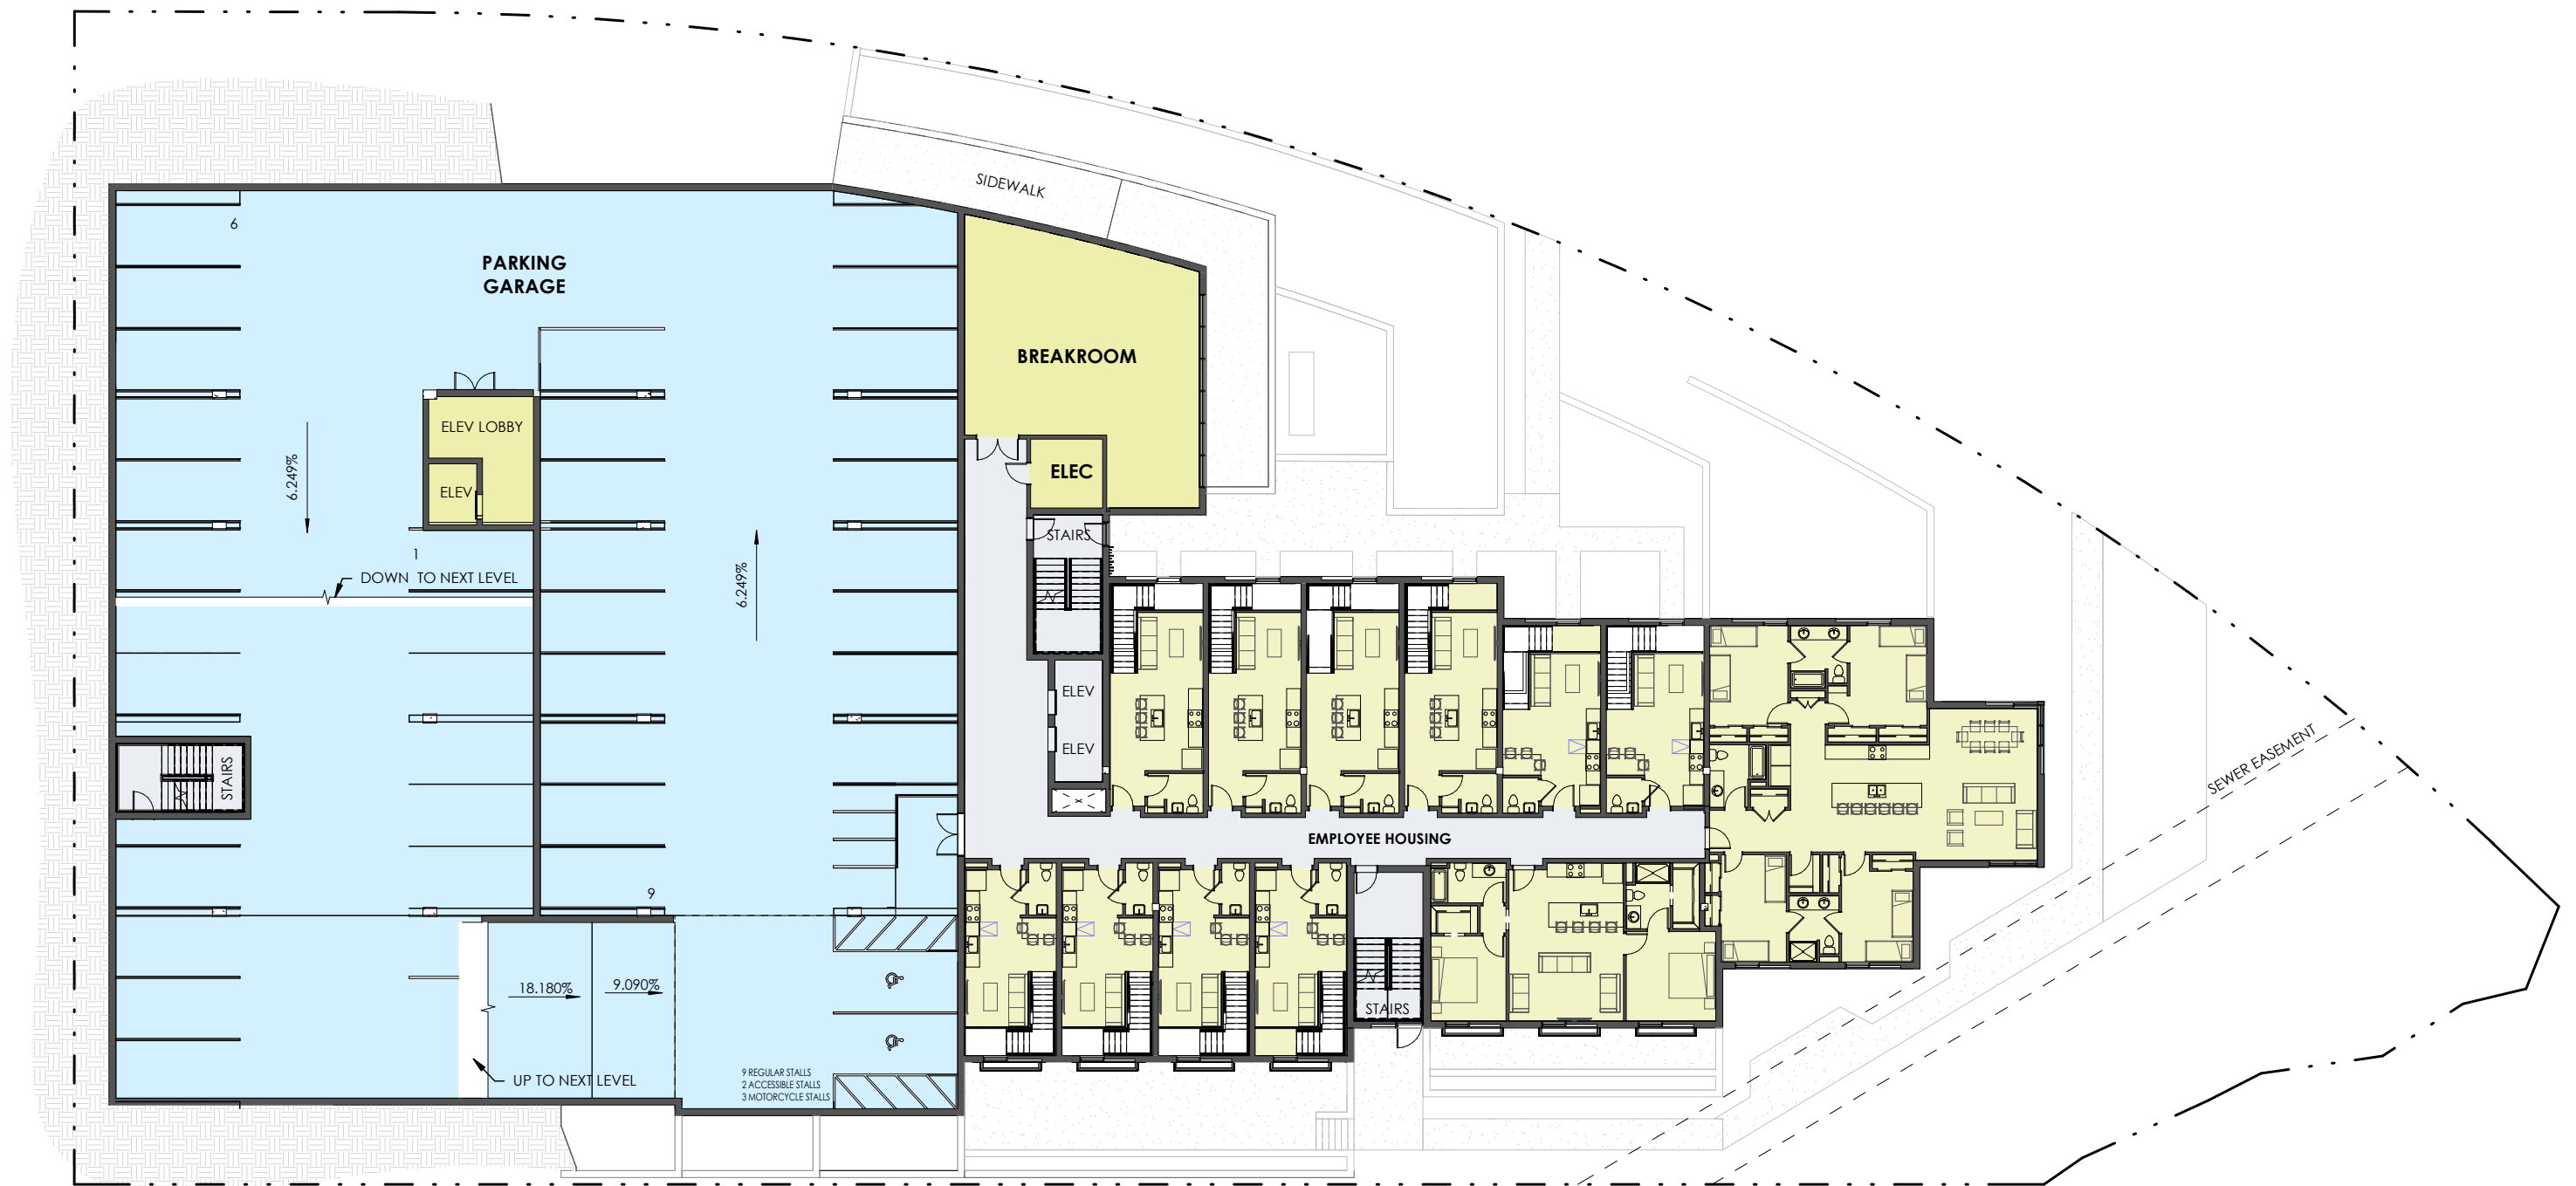 SIDEWALK
6
PARKING
GARAGE
BREAKROOM
ELEV LOBBY
ELEC
6.249%
ELEV
STAIRS
1
DOWN TO NEXT LEVEL
6.249%
ELEV
ELEV
STAIRS
SEWER EASEMENT
EMPLOYEE HOUSING
9
18.180%
9.090%
STAIRS
UP TO NEXT LEVEL
9 REGULAR STALLS
2 ACCESSIBLE STALLS
3 MOTORCYCLE STALLS